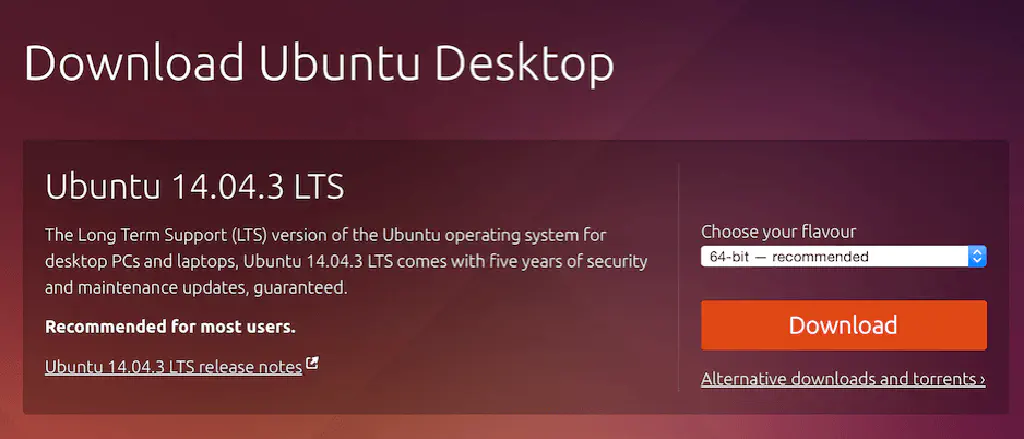 Download Ubuntu Desktop
Ubuntu 14.04.3 LTS
The Long Term Support (LTS) version of the Ubuntu operating system for
desktop PCs and laptops, Ubuntu 14.04.3 LTS comes with five years of security
and maintenance updates, guaranteed.
Recommended for most users.
Ubuntu 14.04.3 LTS release notes
Choose your flavour
64-bit — recommended
Download
Alternative downloads and torrents ›